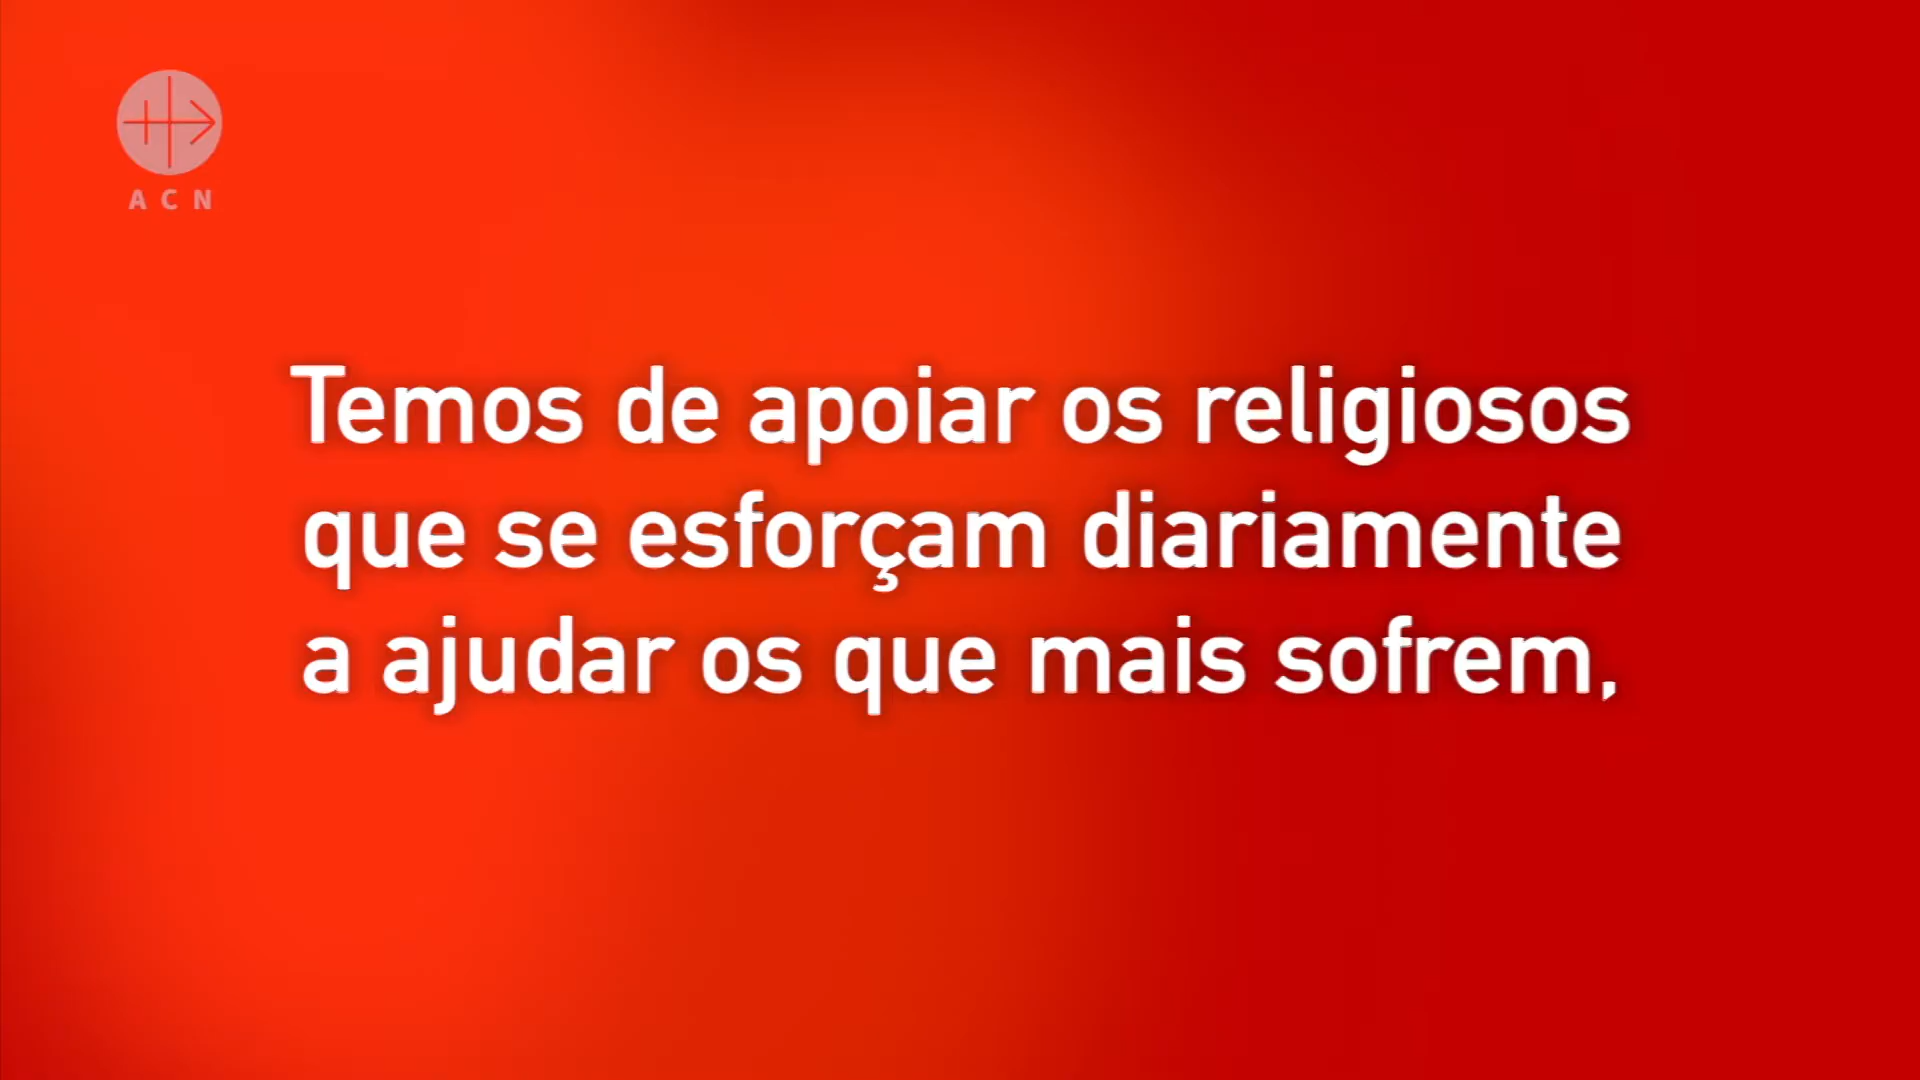 ACN
Temos de apoiar os religiosos
que se esforçam diariamente
a ajudar os que mais sofrem,